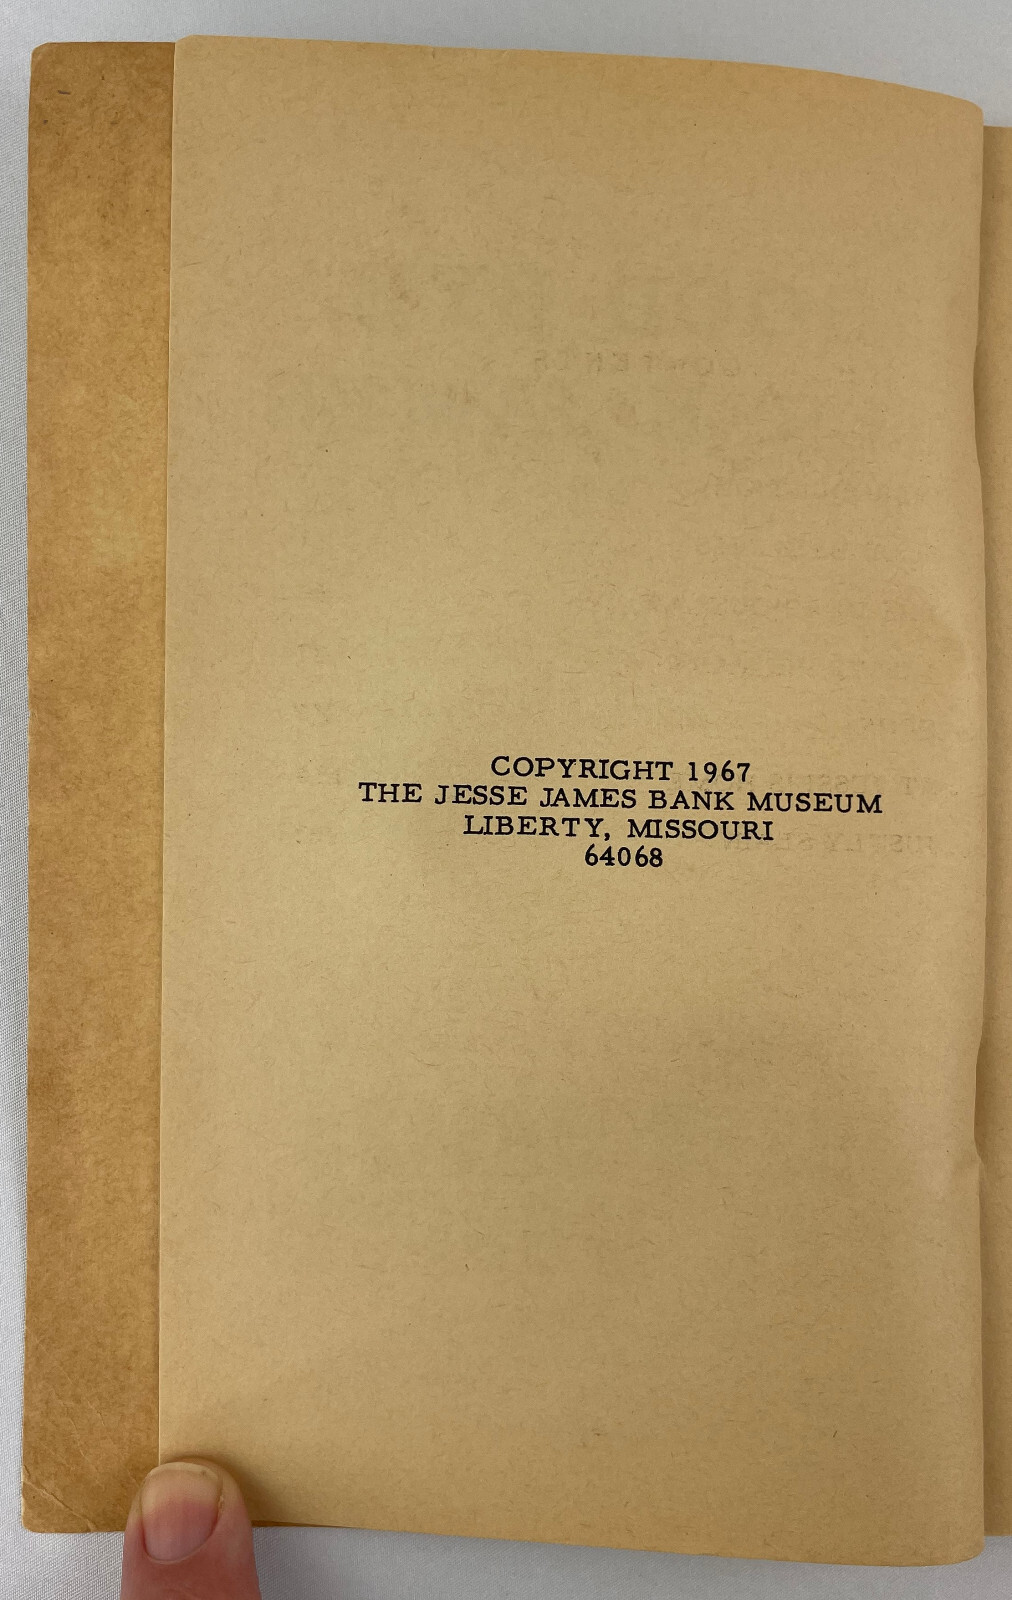 COPYRIGHT 1967
THE JESSE JAMES BANK MUSEUM
LIBERTY, MISSOURI
64068